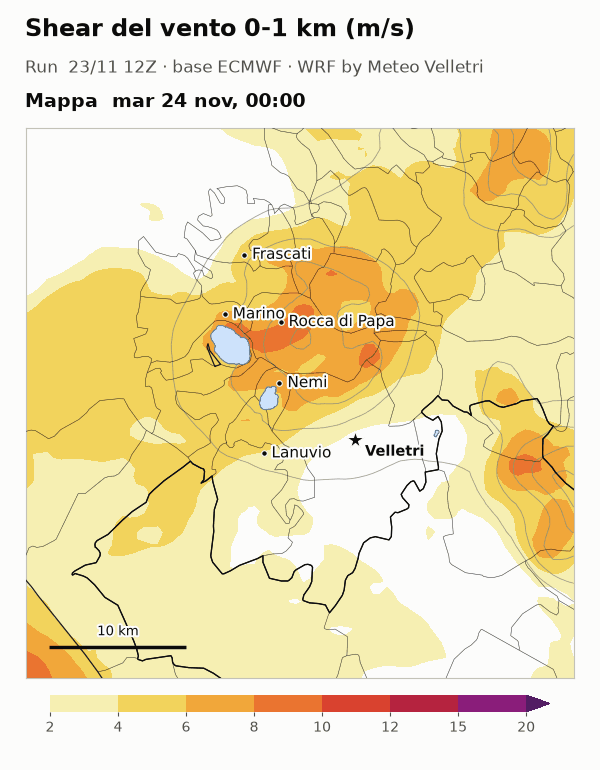 Shear del vento 0-1 km (m/s)
Run  23/11 12Z · base ECMWF · WRF by Meteo Velletri
Mappa  mar 24 nov, 00:00
Frascati
Marino
Rocca di Papa
Nemi
Lanuvio
Velletri
10 km
2 4 6 8 10 12 15 20